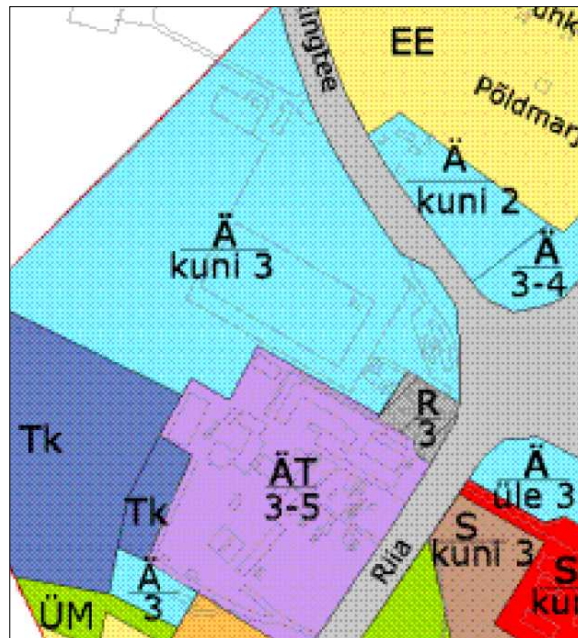 EE
Põldmarj
Ä
kuni 2
Ä
3-4
Ä
kuni 3
R
3
Tk
ÄT
3-5
Ä
üle 3
Tk
Riia
S
kuni 3
Ä
3
ÜM
S